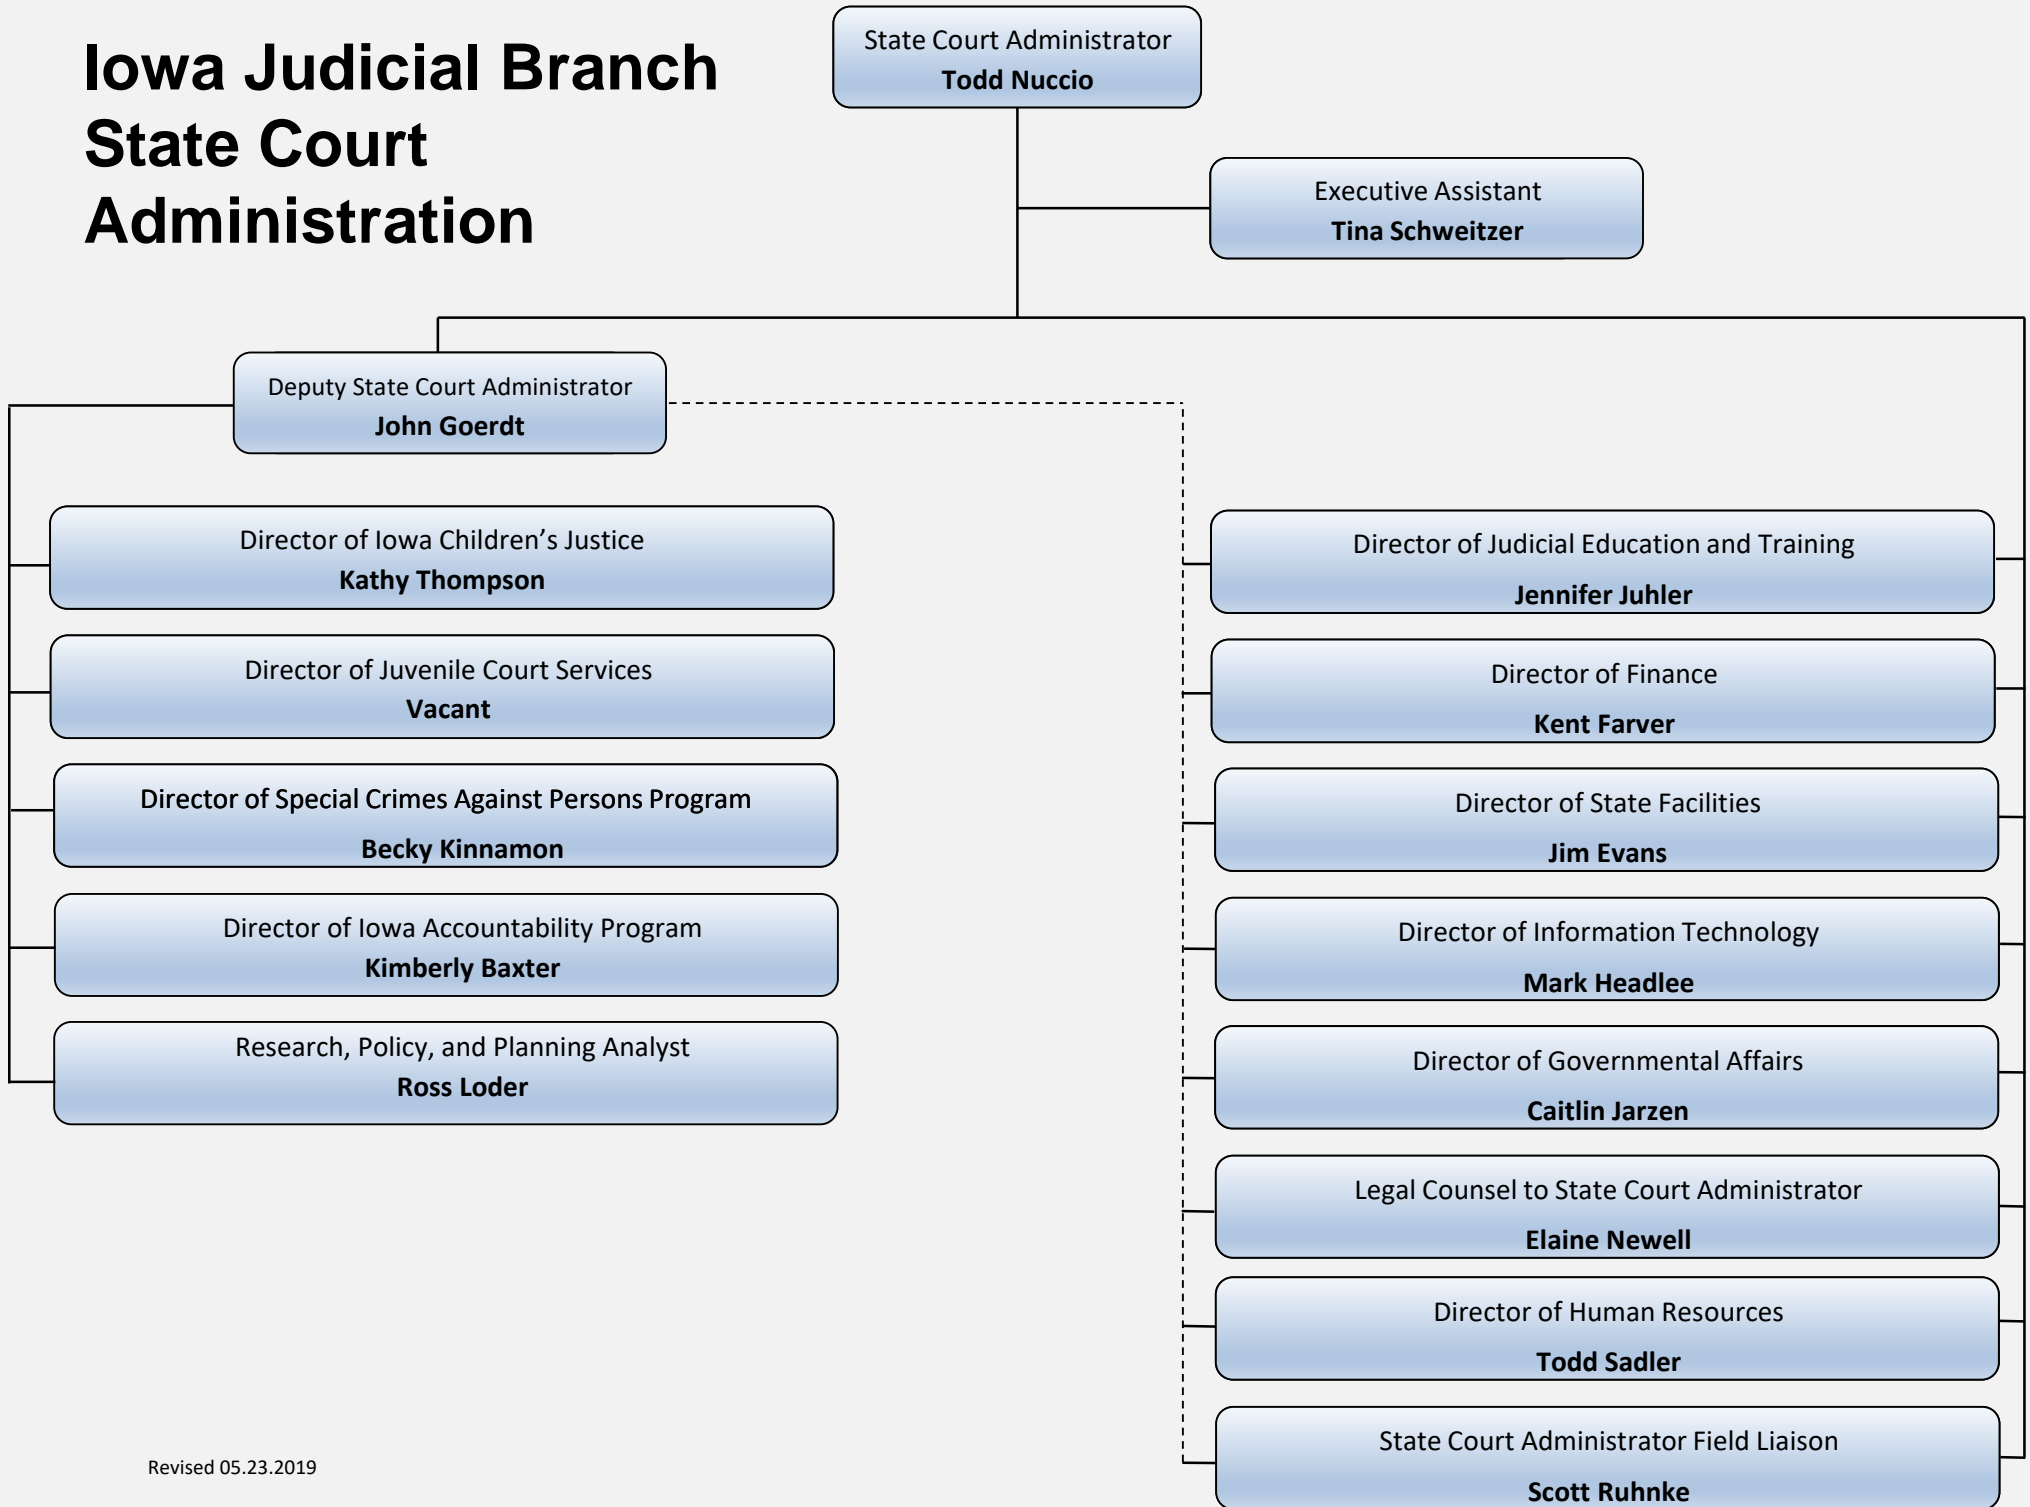 Iowa Judicial Branch
State Court
Administration
State Court Administrator
Todd Nuccio
Executive Assistant
Tina Schweitzer
Deputy State Court Administrator
John Goerdt
Director of Iowa Children’s Justice
Kathy Thompson
Director of Juvenile Court Services
Vacant
Director of Special Crimes Against Persons Program
Becky Kinnamon
Director of Iowa Accountability Program
Kimberly Baxter
Research, Policy, and Planning Analyst
Ross Loder
Director of Judicial Education and Training
Jennifer Juhler
Director of Finance
Kent Farver
Director of State Facilities
Jim Evans
Director of Information Technology
Mark Headlee
Director of Governmental Affairs
Caitlin Jarzen
Legal Counsel to State Court Administrator
Elaine Newell
Director of Human Resources
Todd Sadler
State Court Administrator Field Liaison
Scott Ruhnke
Revised 05.23.2019